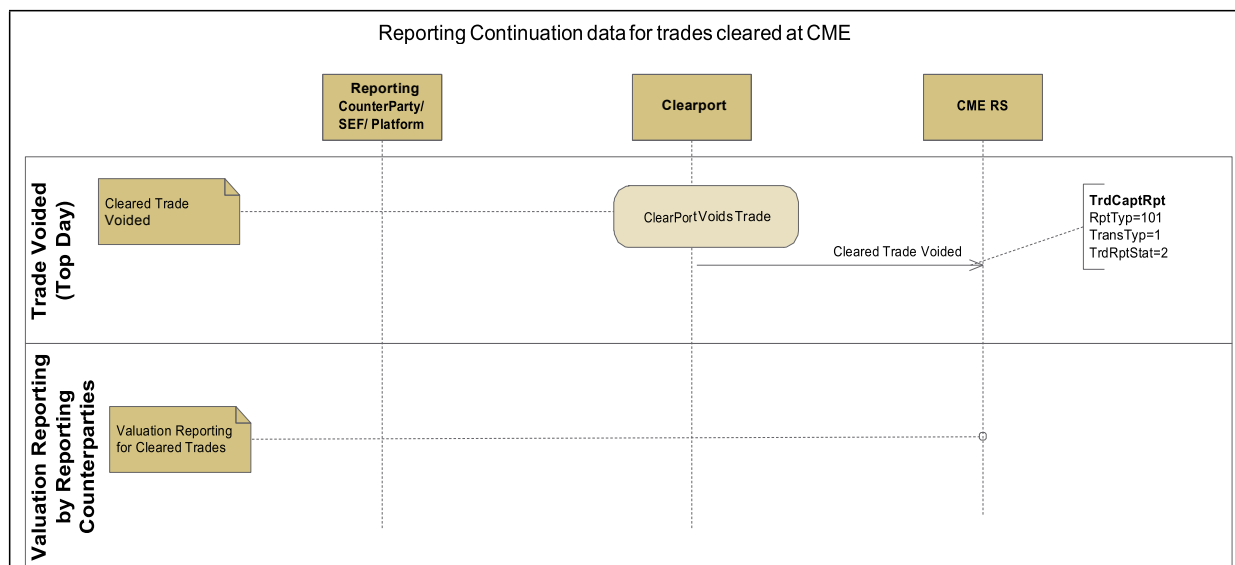 Reporting Continuation data for trades cleared at CME
Reporting
CounterParty/
SEF/ Platform
Clearport
CME RS
Trade Voided
(Top Day)
Cleared Trade
Voided
ClearPort Voids Trade
Cleared Trade Voided
TrdCaptRpt
RptTyp=101
TransTyp=1
TrdRptStat=2
Valuation Reporting
by Reporting
Counterparties
Valuation Reporting
for Cleared Trades